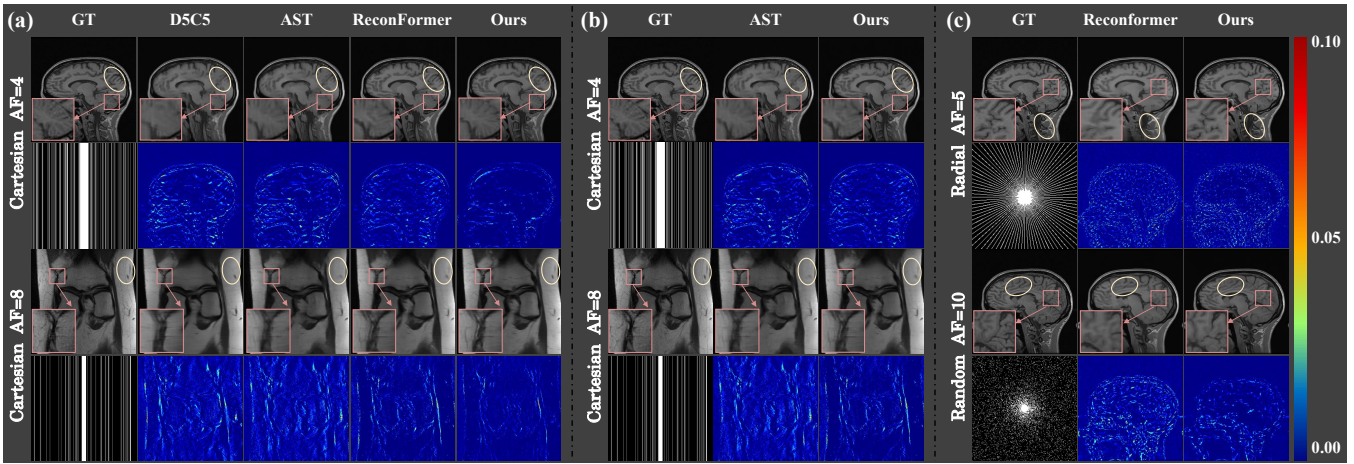 (a) GT D5C5 AST ReconFormer Ours
(b) GT AST Ours
(c) GT Reconformer Ours
Cartesian AF=4
Cartesian AF=8
Cartesian AF=4
Cartesian AF=8
Radial AF=5
Random AF=10
0.10
0.05
0.00